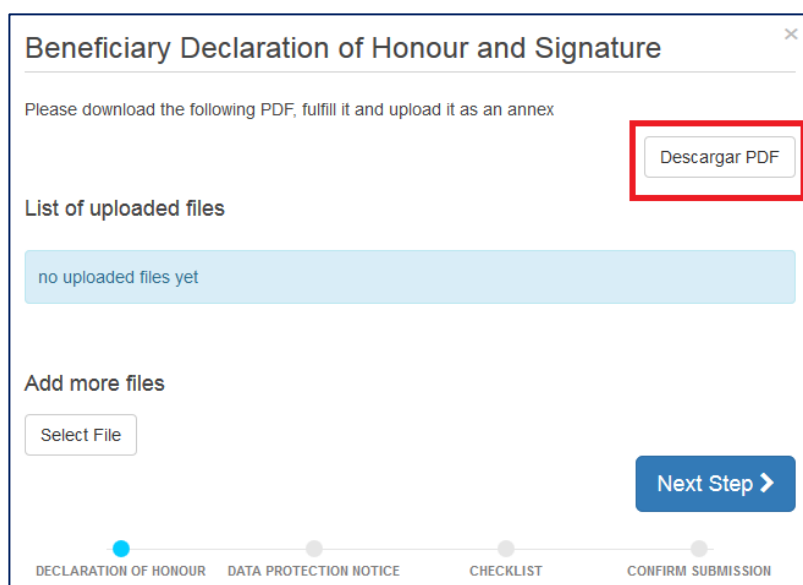 Beneficiary Declaration of Honour and Signature
×
Please download the following PDF, fulfill it and upload it as an annex
Descargar PDF
List of uploaded files
no uploaded files yet
Add more files
Select File
Next Step
DECLARATION OF HONOUR DATA PROTECTION NOTICE CHECKLIST CONFIRM SUBMISSION